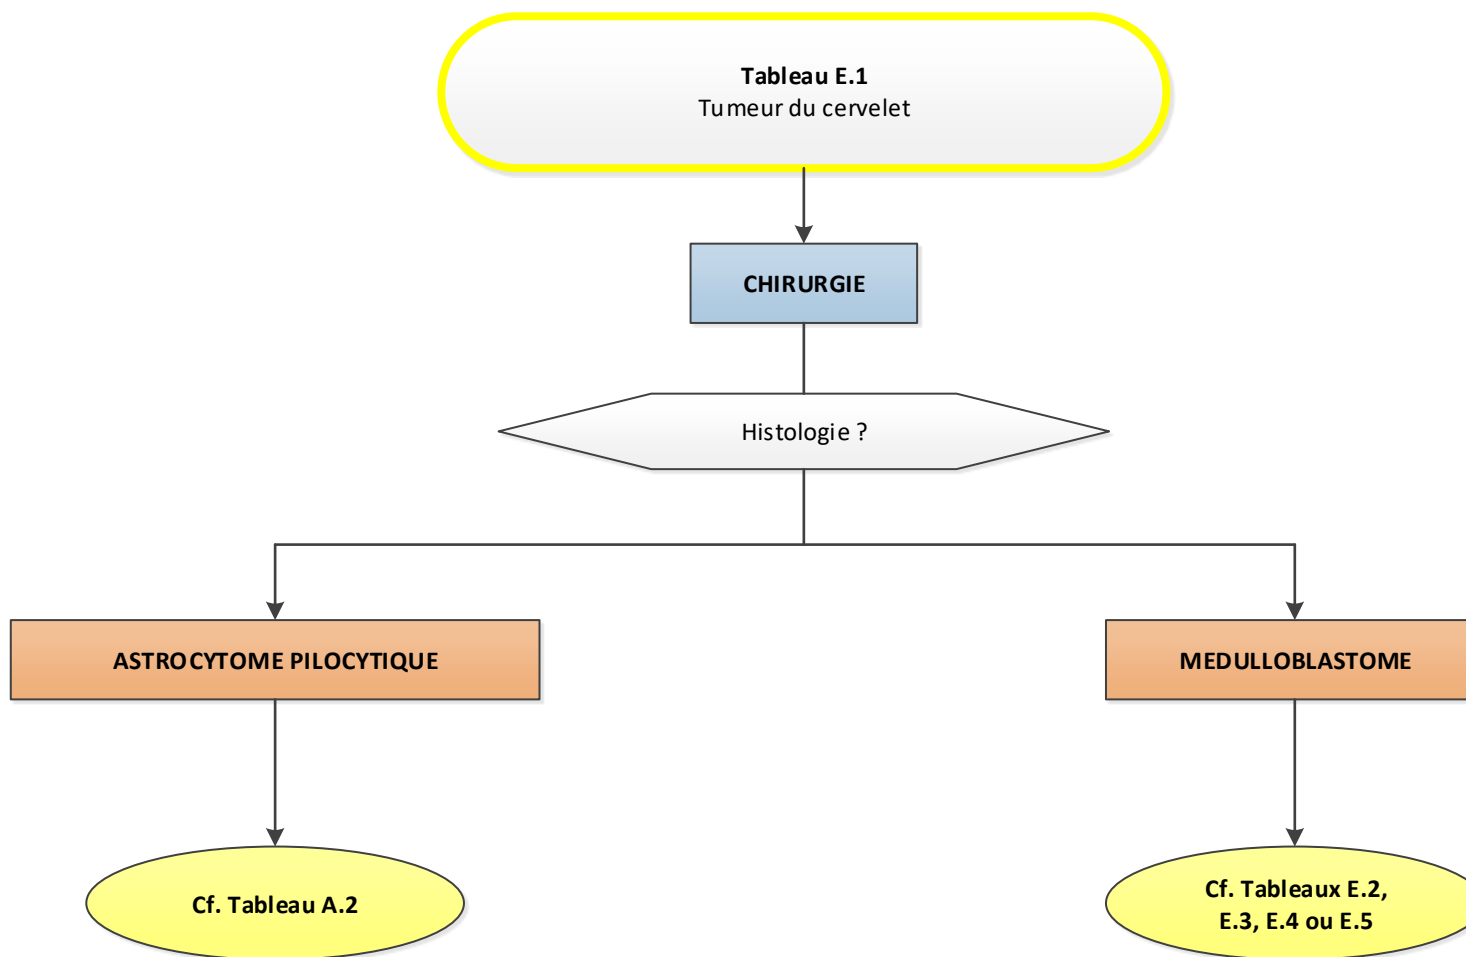 Tableau E.1
Tumeur du cervelet
CHIRURGIE
Histologie ?
ASTROCYTOME PILOCYTIQUE
MEDULLOBLASTOME
Cf. Tableau A.2
Cf. Tableaux E.2,
E.3, E.4 ou E.5